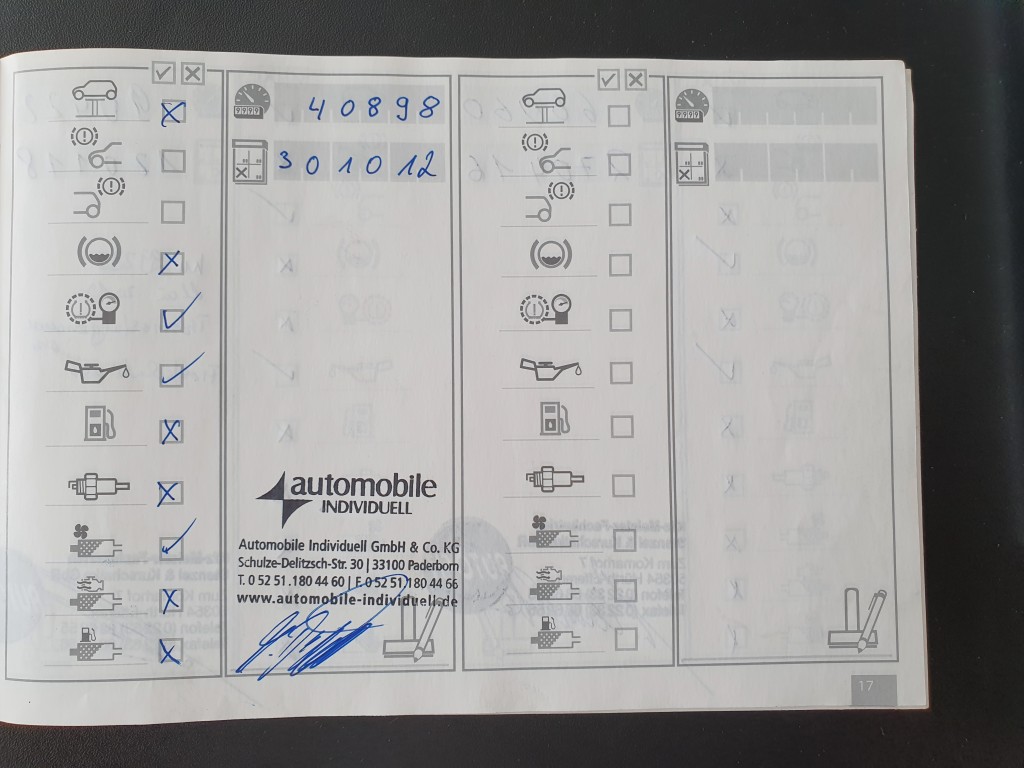 40898
301012
automobile
INDIVIDUELL
Automobile Individuell GmbH & Co. KG
Schulze-Delitzsch-Str. 30 | 33100 Paderborn
T. 0 52 51 . 180 44 60 | F. 0 52 51 / 180 44 66
www.automobile-individuell.de
17